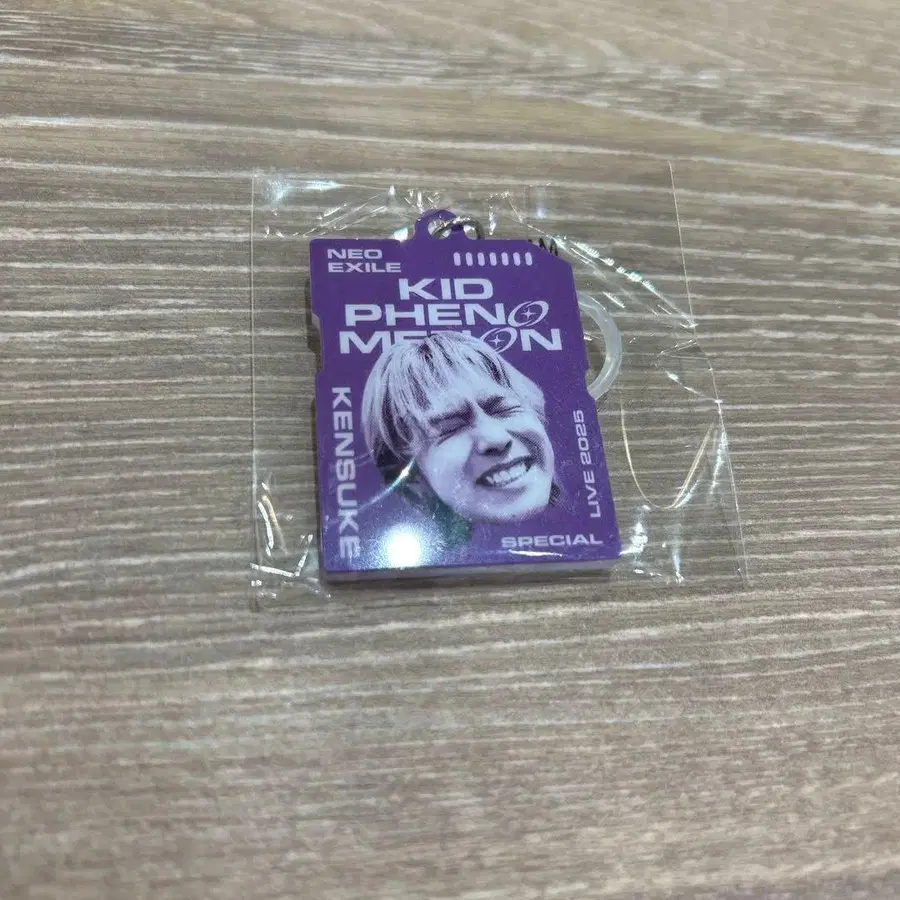 NEO
EXILE
KID
PHENO
MENON
KENSUKE
LIVE 2025
SPECIAL